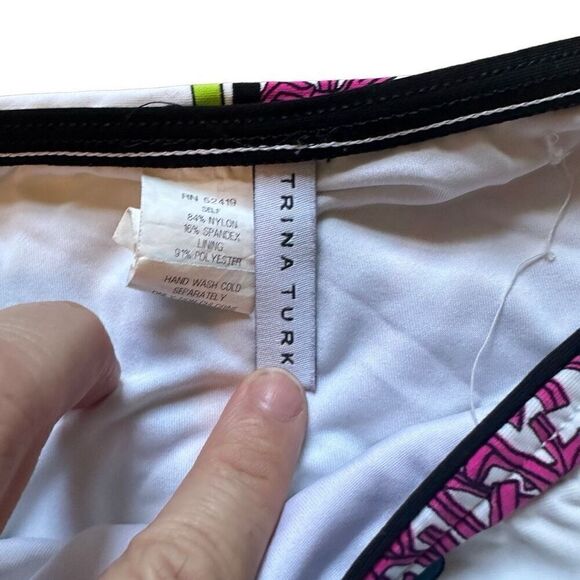 RN 62419
SELF
84% NYLON
16% SPANDEX
LINING
91% POLYESTER
HAND WASH COLD
SEPARATELY
TRINA TURK